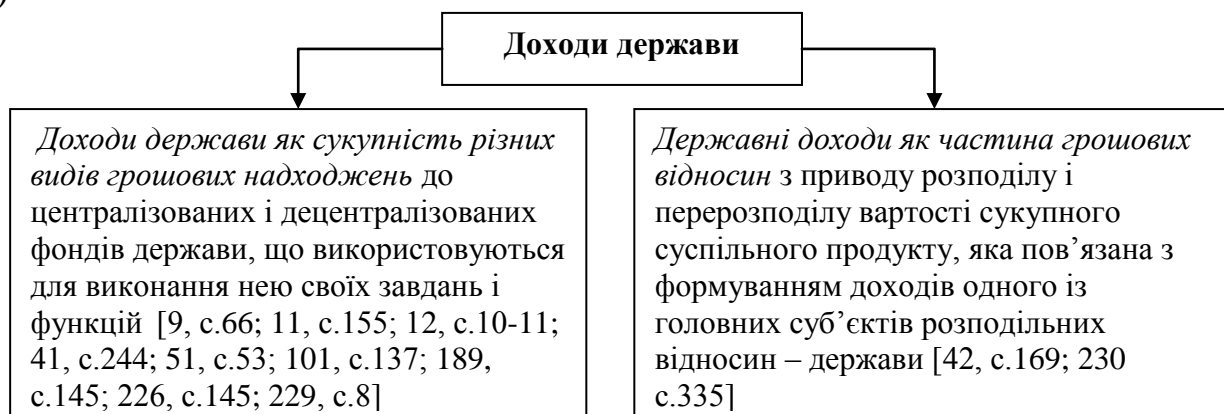 )
Доходи держави
Доходи держави як сукупність різних
видів грошових надходжень до
централізованих і децентралізованих
фондів держави, що використовуються
для виконання нею своїх завдань і
функцій [9, с.66; 11, с.155; 12, с.10-11;
41, с.244; 51, с.53; 101, с.137; 189,
с.145; 226, с.145; 229, с.8]
Державні доходи як частина грошових
відносин з приводу розподілу і
перерозподілу вартості сукупного
суспільного продукту, яка пов’язана з
формуванням доходів одного із
головних суб’єктів розподільних
відносин – держави [42, с.169; 230
с.335]